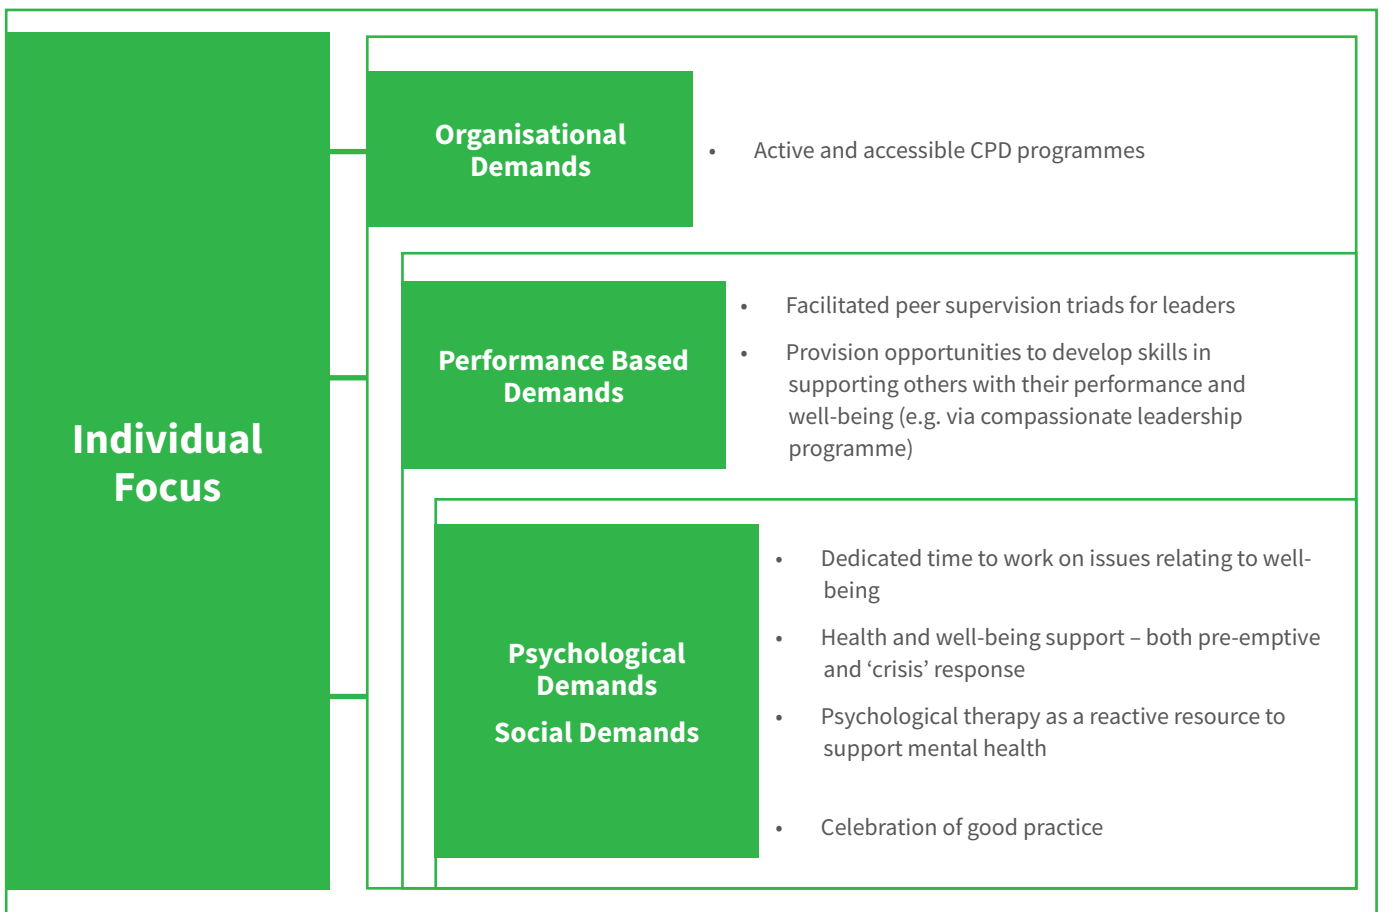 Individual
Focus
Organisational
Demands
• Active and accessible CPD programmes
Performance Based
Demands
• Facilitated peer supervision triads for leaders
• Provision opportunities to develop skills in
supporting others with their performance and
well-being (e.g. via compassionate leadership
programme)
Psychological
Demands
Social Demands
• Dedicated time to work on issues relating to well-
being
• Health and well-being support – both pre-emptive
and ‘crisis’ response
• Psychological therapy as a reactive resource to
support mental health
• Celebration of good practice